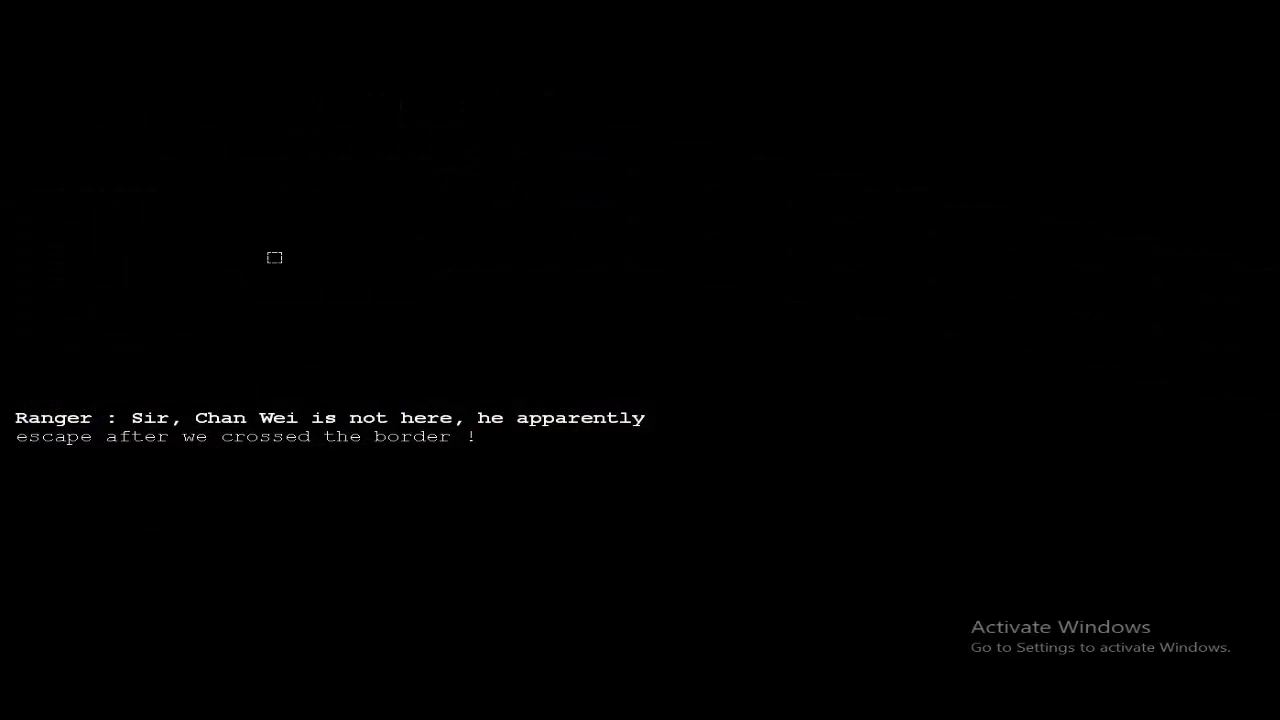 Ranger : Sir, Chan Wei is not here, he apparently
escape after we crossed the border !
Activate Windows
Go to Settings to activate Windows.